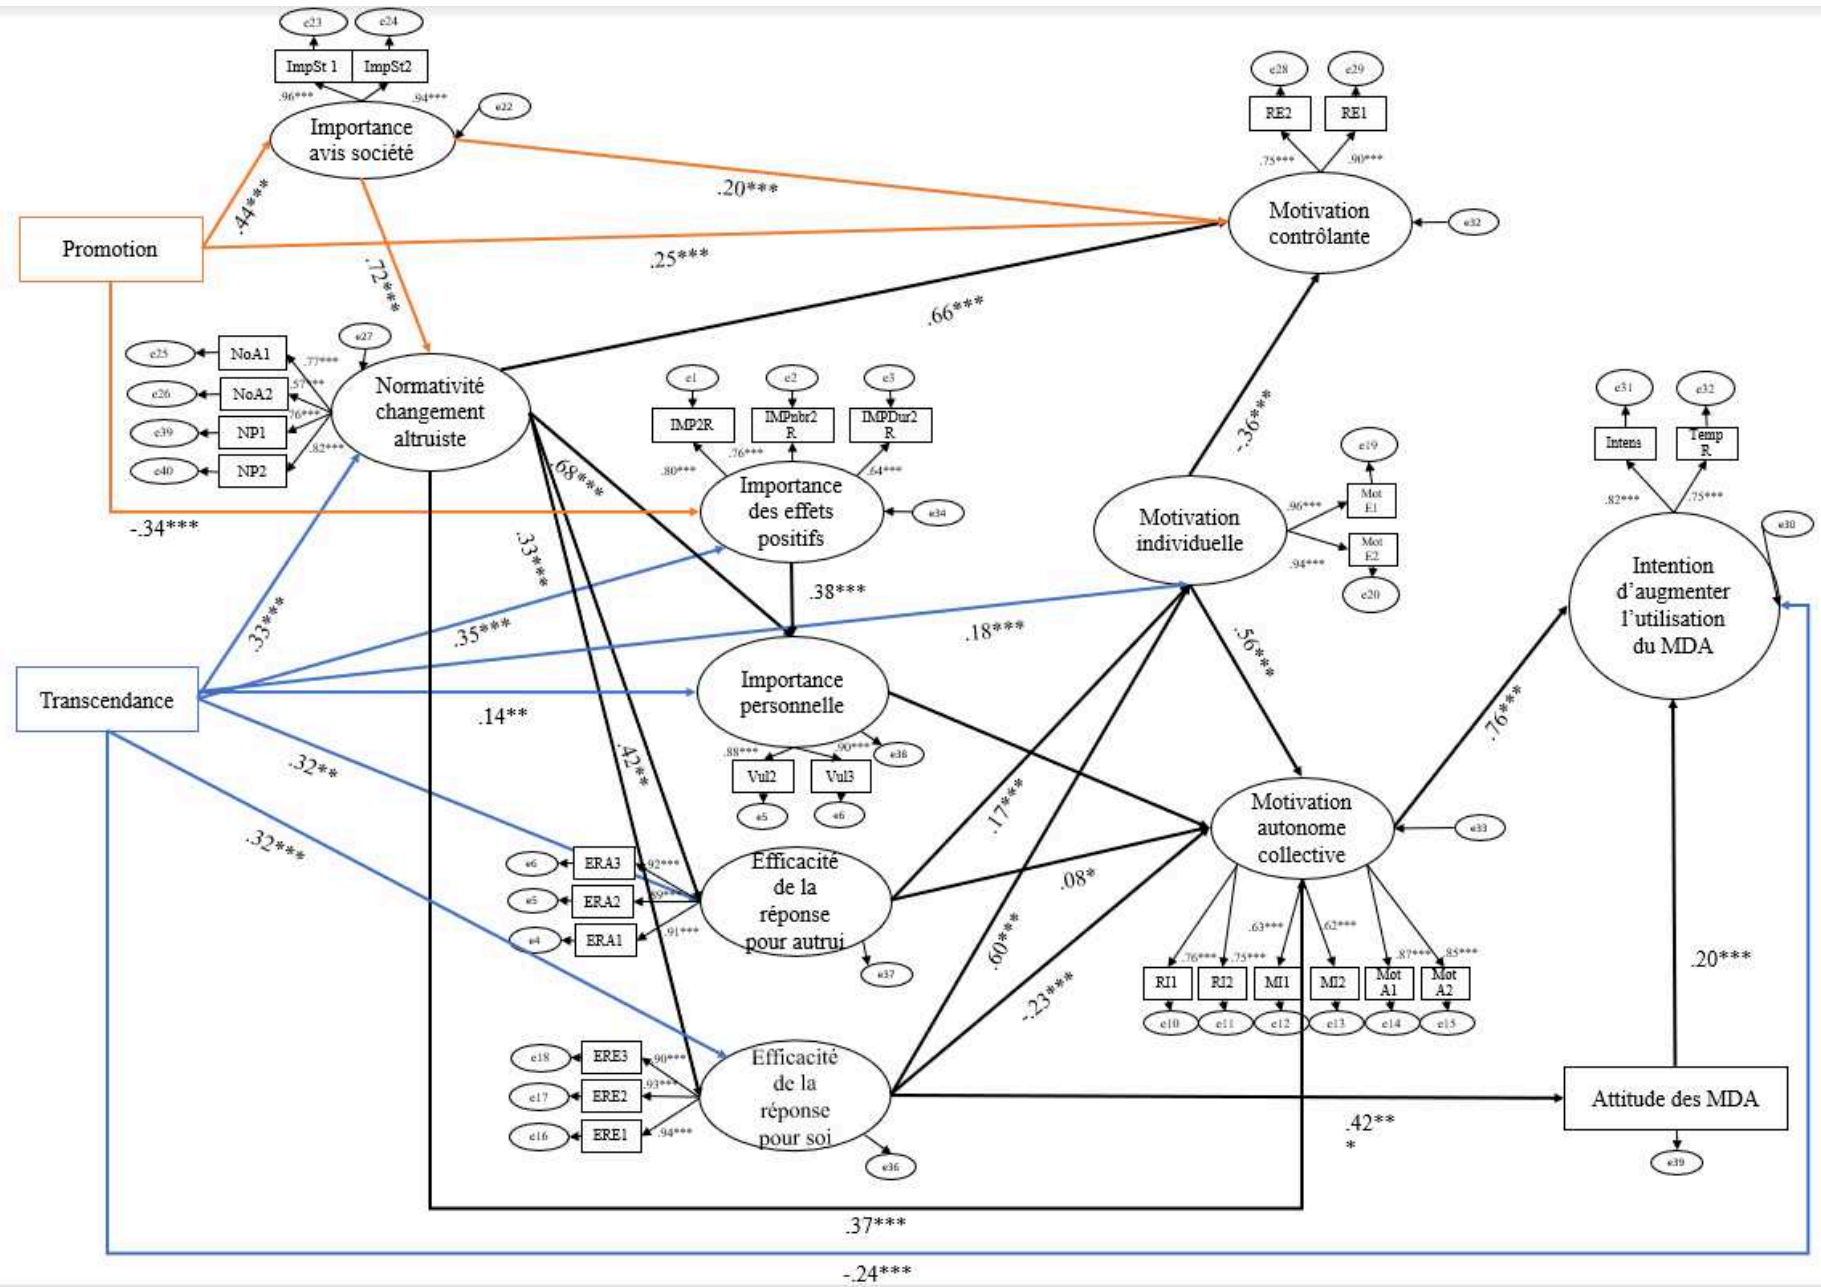 e23
e24
ImpSt 1
ImpSt2
.96***
.94***
e22
Importance
avis société
e28
e29
RE2
RE1
.75***
.90***
Motivation
contrôlante
e32
.44***
.20***
Promotion
.25***
.72***
.66***
e27
e25
NoA1
.77***
e26
NoA2
.57***
e39
NP1
.76***
e40
NP2
.82***
Normativité
changement
altruiste
e1
e2
e3
IMP2R
IMPnbr2
R
IMPDur2
R
.80***
.76***
.64***
Importance
des effets
positifs
e34
-.36***
e19
Mot
E1
.96***
Motivation
individuelle
Mot
E2
.94***
e20
e31
e32
Intens
Temp
R
.82***
.75***
e30
Intention
d'augmenter
l'utilisation
du MDA
-.34***
.68***
.33***
.38***
.33***
.35***
.18***
.56***
Transcendance
.14**
Importance
personnelle
.88***
.90***
e38
Vul2
Vul3
e5
e6
.76***
.32**
.42**
.32***
.17***
Motivation
autonome
collective
e33
e6
ERA3
.92***
e5
ERA2
.89***
e4
ERA1
.91***
Efficacité
de la
réponse
pour autrui
e37
.08*
.60***
-.23***
.76***
.75***
.63***
.62***
.87***
.85***
RI1
RI2
MI1
MI2
Mot
A1
Mot
A2
e10
e11
e12
e13
e14
e15
.20***
e18
ERE3
.90***
e17
ERE2
.93***
e16
ERE1
.94***
Efficacité
de la
réponse
pour soi
e36
.42**
*
Attitude des MDA
e39
.37***
-.24***